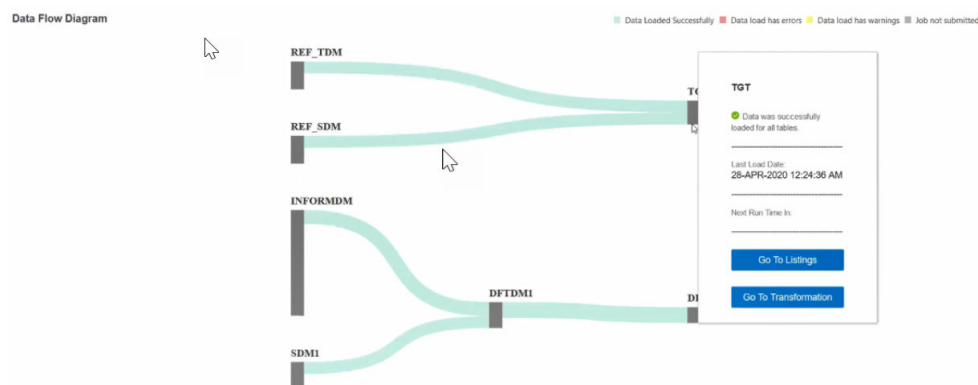 Data Flow Diagram
Data Loaded Successfully Data load has errors Data load has warnings Job not submitted
REF_TDM
REF_SDM
INFORMDM
SDM1
DFTDM1
TGT
Data was successfully
loaded for all tables.
Last Load Date:
28-APR-2020 12:24:36 AM
Next Run Time In:
Go To Listings
Go To Transformation